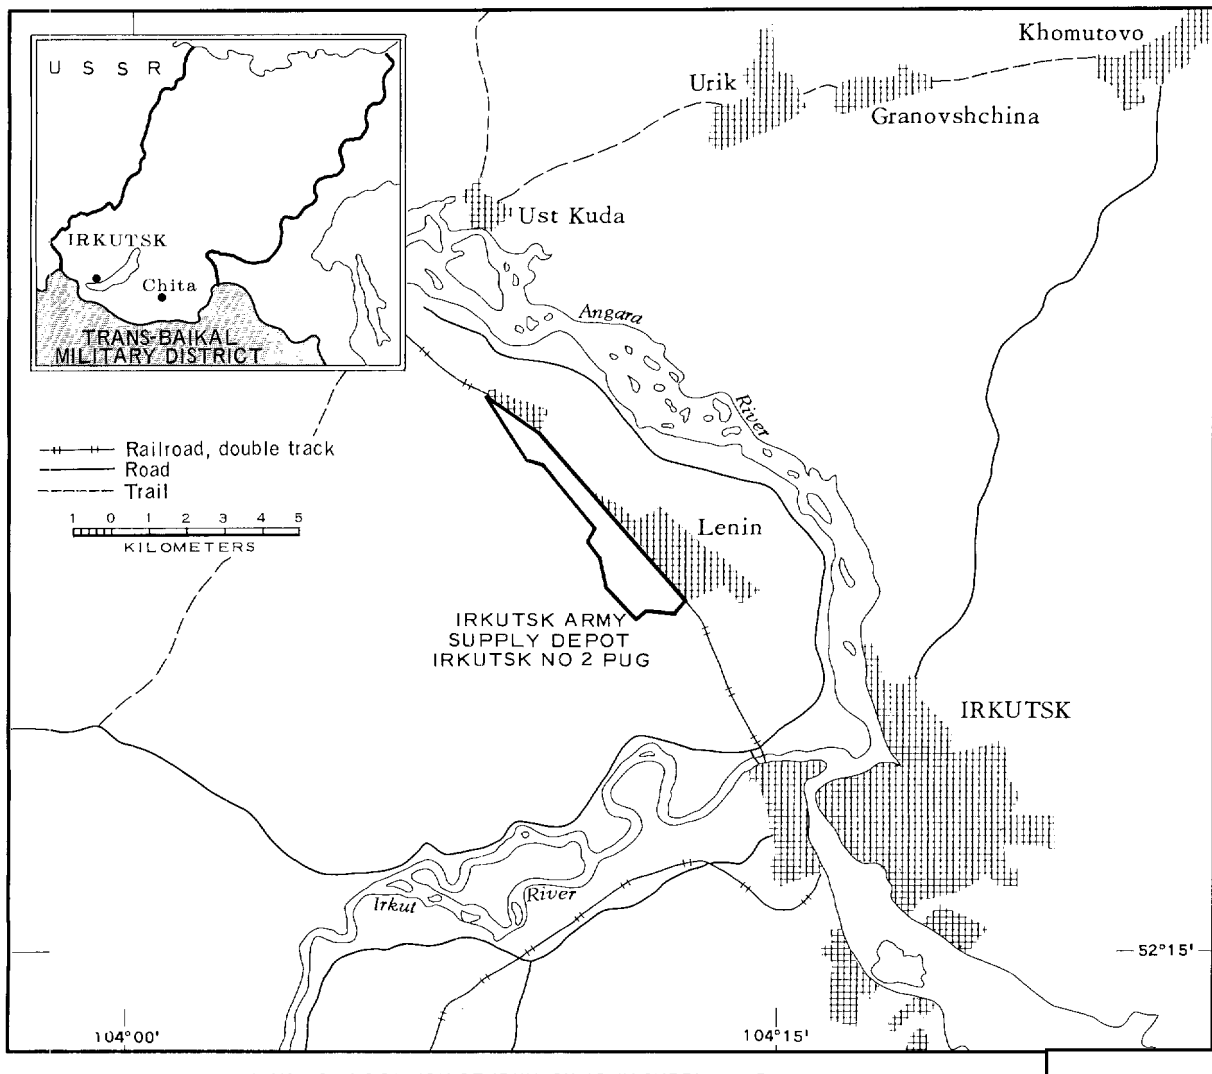 U S S R
IRKUTSK
Chita
TRANS-BAIKAL
MILITARY DISTRICT
Khomutovo
Urik
Granovshchina
Ust Kuda
Angara
River
Railroad, double track
Road
Trail
1 0 1 2 3 4 5
KILOMETERS
Lenin
IRKUTSK ARMY
SUPPLY DEPOT
IRKUTSK NO 2 PUG
IRKUTSK
Irkut
River
52°15'
104°00'
104°15'